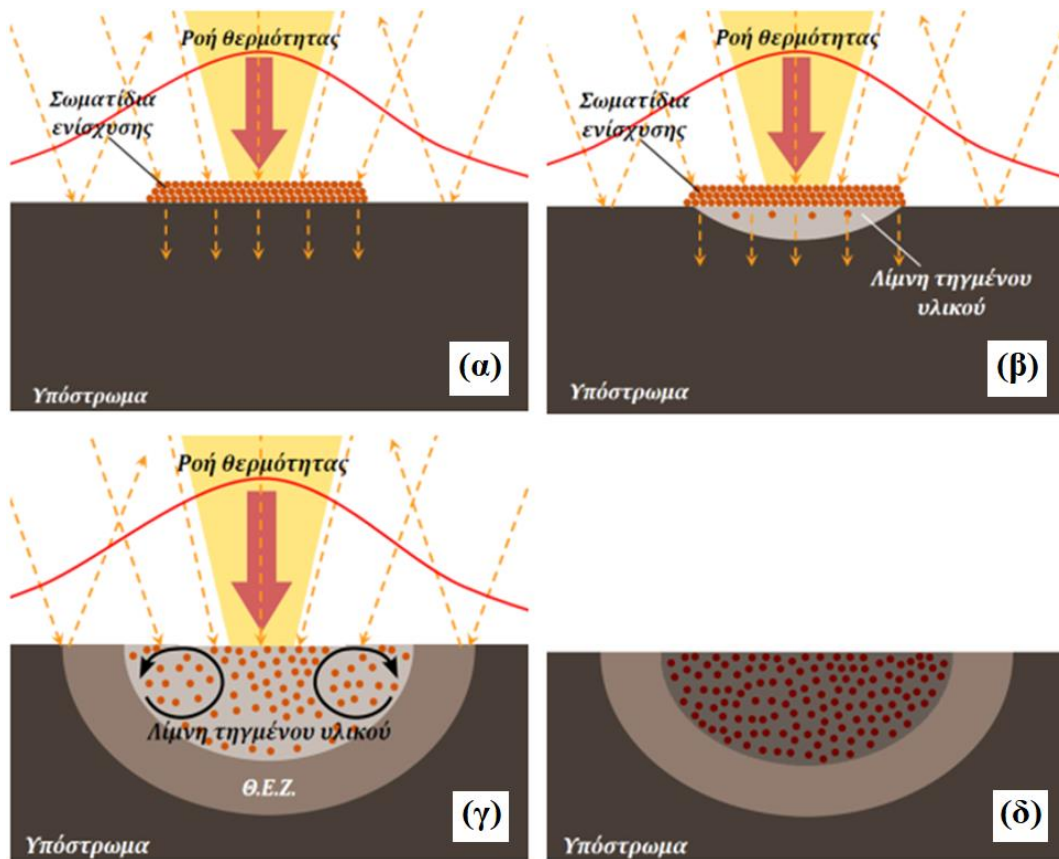 Ροή θερμότητας
Σωματίδια
ενίσχυσης
Υπόστρωμα
(α)
Ροή θερμότητας
Σωματίδια
ενίσχυσης
Λίμνη τηγμένου
υλικού
Υπόστρωμα
(β)
Ροή θερμότητας
Λίμνη τηγμένου υλικού
Θ.Ε.Ζ.
Υπόστρωμα
(γ)
Υπόστρωμα
(δ)